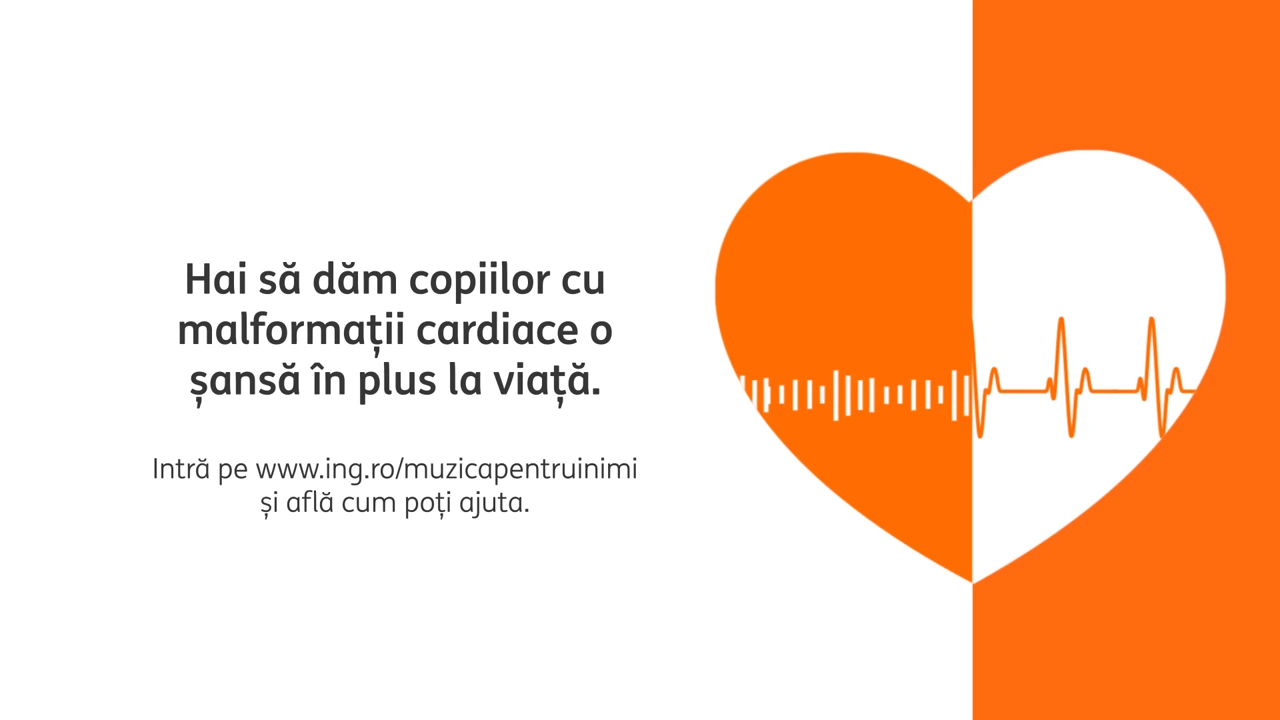 Hai să dăm copiilor cu
malformații cardiace o
șansă în plus la viață.
Intră pe www.ing.ro/muzicapentruinimi
și află cum poți ajuta.